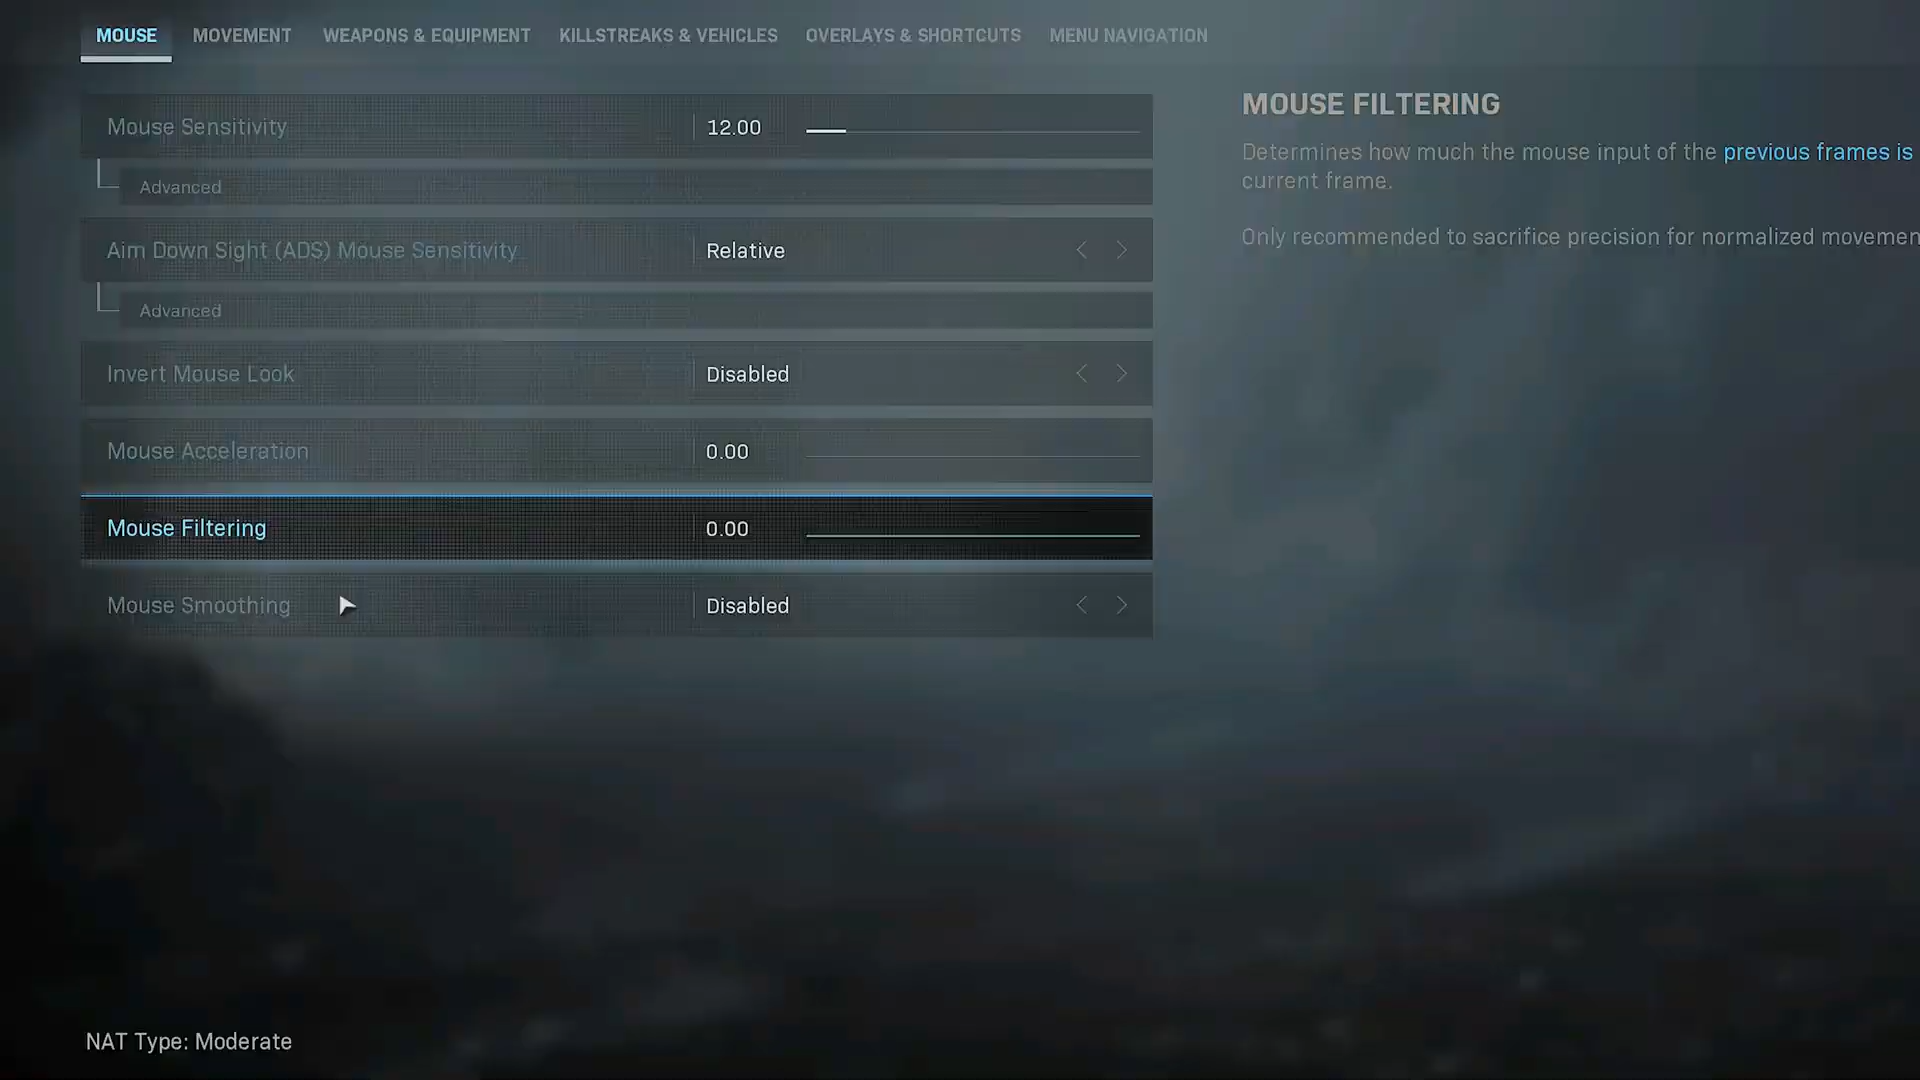 MOUSE MOVEMENT WEAPONS & EQUIPMENT KILLSTREAKS & VEHICLES OVERLAYS & SHORTCUTS MENU NAVIGATION
Mouse Sensitivity 12.00
Advanced
Aim Down Sight (ADS) Mouse Sensitivity Relative
Advanced
Invert Mouse Look Disabled
Mouse Acceleration 0.00
Mouse Filtering 0.00
Mouse Smoothing Disabled
MOUSE FILTERING
Determines how much the mouse input of the previous frames is
current frame.
Only recommended to sacrifice precision for normalized movemen
NAT Type: Moderate